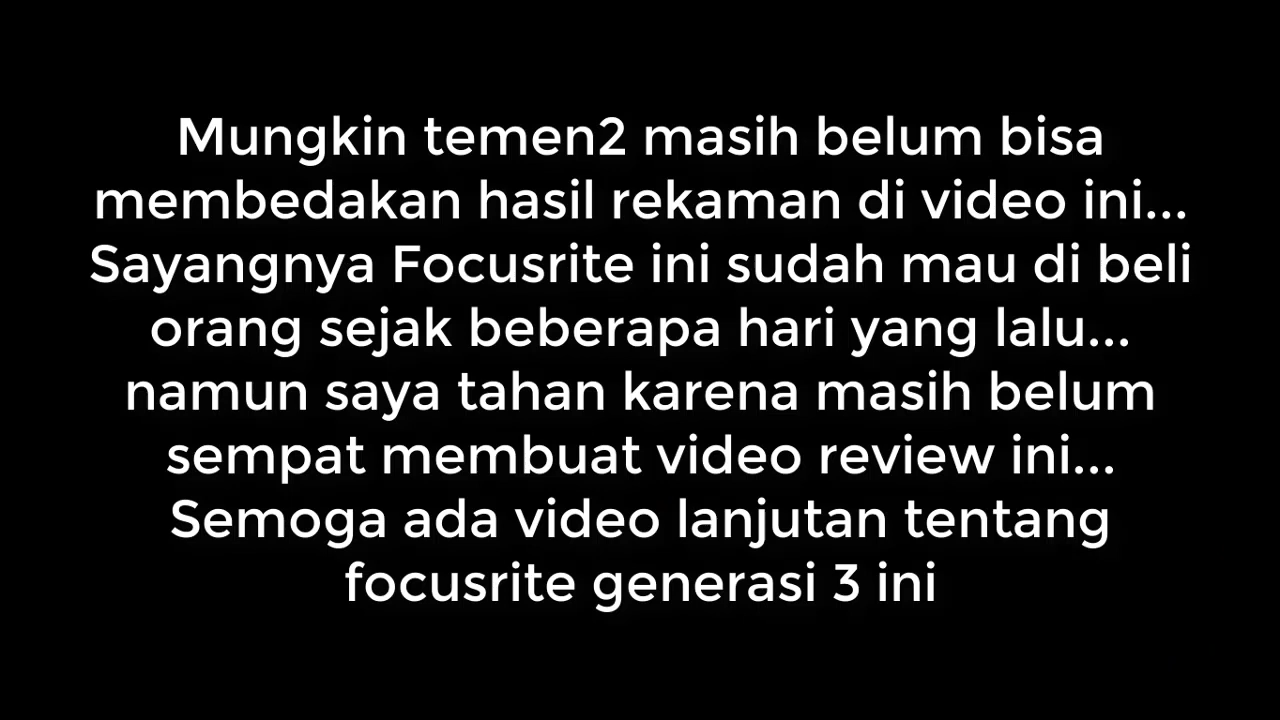 Mungkin temen2 masih belum bisa
membedakan hasil rekaman di video ini...
Sayangnya Focusrite ini sudah mau di beli
orang sejak beberapa hari yang lalu...
namun saya tahan karena masih belum
sempat membuat video review ini...
Semoga ada video lanjutan tentang
focusrite generasi 3 ini